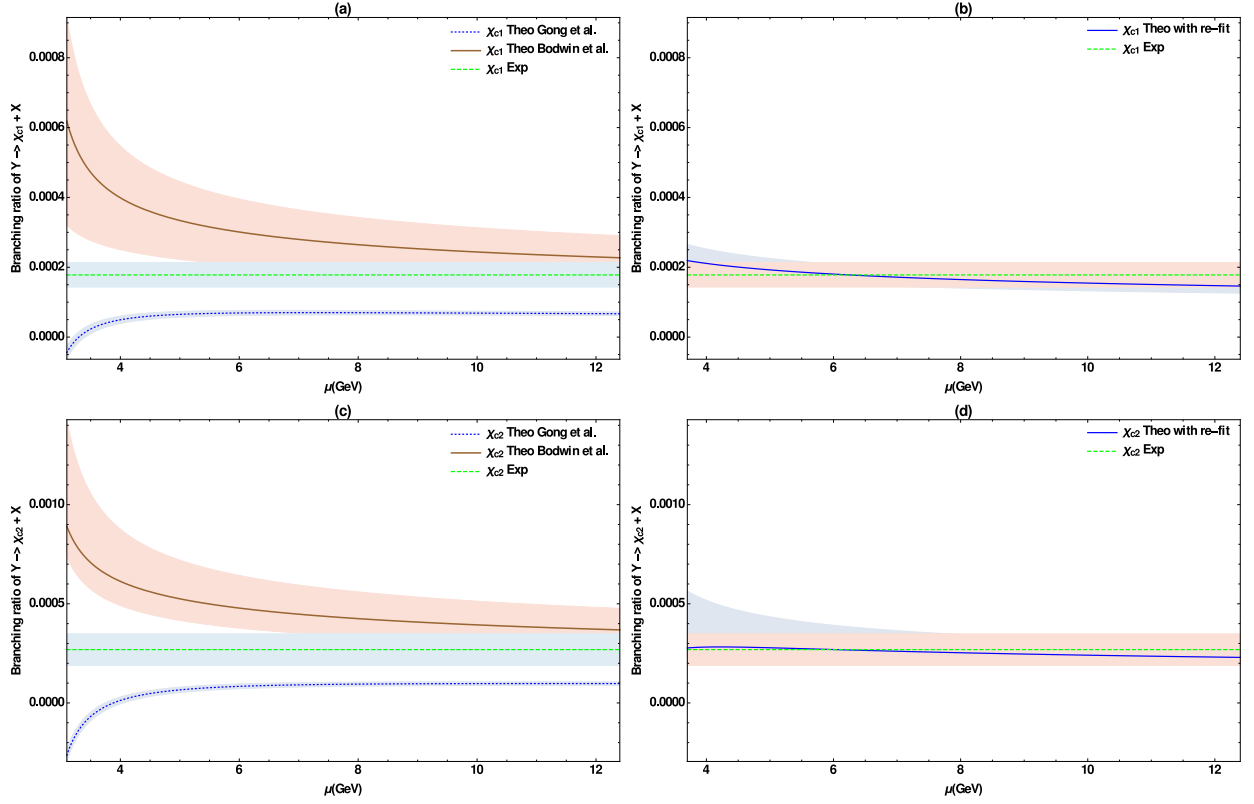 (a)
Branching ratio of Υ −> χc1 + X
0.0008
0.0006
0.0004
0.0002
0.0000
χc1 Theo Gong et al.
χc1 Theo Bodwin et al.
χc1 Exp
4 6 8 10 12
μ(GeV)
(b)
Branching ratio of Υ −> χc1 + X
0.0008
0.0006
0.0004
0.0002
0.0000
χc1 Theo with re−fit
χc1 Exp
4 6 8 10 12
μ(GeV)
(c)
Branching ratio of Υ −> χc2 + X
0.0010
0.0005
0.0000
χc2 Theo Gong et al.
χc2 Theo Bodwin et al.
χc2 Exp
4 6 8 10 12
μ(GeV)
(d)
Branching ratio of Υ −> χc2 + X
0.0010
0.0005
0.0000
χc2 Theo with re−fit
χc2 Exp
4 6 8 10 12
μ(GeV)